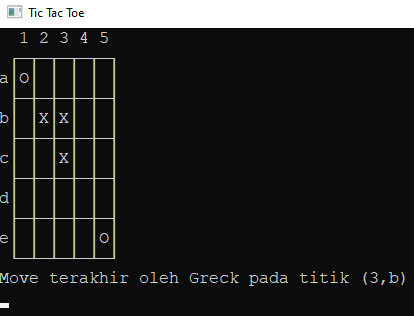 Tic Tac Toe
1 2 3 4 5
a O
b X X
c X
d
e O
Move terakhir oleh Greck pada titik (3,b)